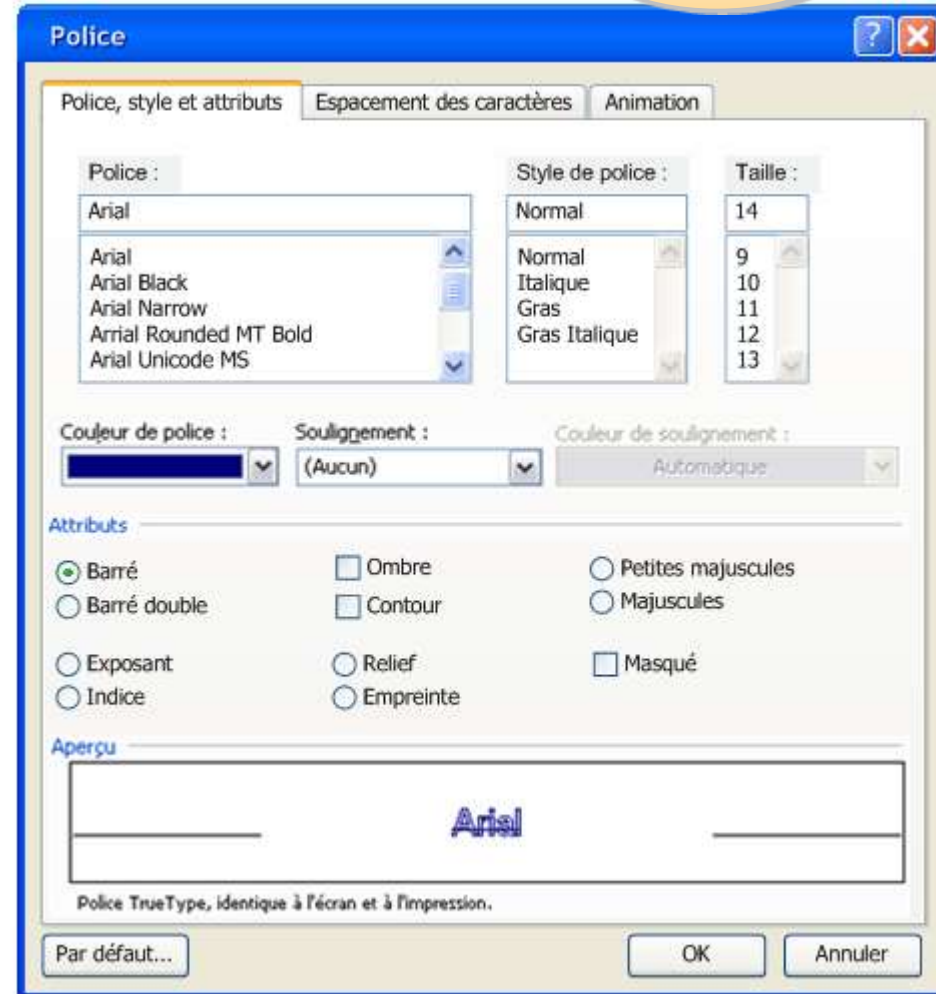 Police
Police, style et attributs Espacement des caractères Animation
Police : Style de police : Taille :
Arial Normal 14
Arial Normal 9
Arial Black Italique 10
Arial Narrow Gras 11
Arrial Rounded MT Bold Gras Italique 12
Arial Unicode MS 13
Couleur de police : Soulignement : Couleur de soulignement :
(Aucun) Automatique
Attributs
Barré Ombre Petites majuscules
Barré double Contour Majuscules
Exposant Relief Masqué
Indice Empreinte
Aperçu
Arial
Police TrueType, identique à l'écran et à l'impression.
Par défaut... OK Annuler